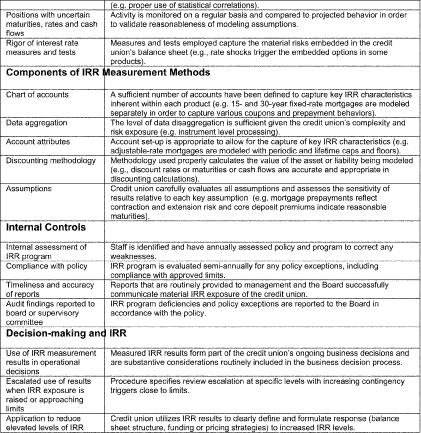 (e.g. proper use of statistical correlations).
Positions with uncertain maturities, rates and cash flows
Activity is monitored on a regular basis and compared to projected behavior in order
to validate reasonableness of modeling assumptions.
Rigor of interest rate measures and tests
Measures and tests employed capture the material risks embedded in the credit
union's balance sheet (e.g., rate shocks trigger the embedded options in some
products).
Components of IRR Measurement Methods
Chart of accounts
A sufficient number of accounts have been defined to capture key IRR characteristics
inherent within each product (e.g. 15- and 30-year fixed-rate mortgages are modeled
separately in order to capture various coupons and prepayment behaviors).
Data aggregation
The level of data disaggregation is sufficient given the credit union's complexity and
risk exposure (e.g. instrument level processing).
Account attributes
Account set-up is appropriate to allow for the capture of key IRR characteristics (e.g.
adjustable-rate mortgages are modeled with periodic and lifetime caps and floors).
Discounting methodology
Methodology used properly calculates the value of the asset or liability being modeled
(e.g., discount rates or maturities or cash flows are accurate and appropriate in
discounting calculations).
Assumptions
Credit union carefully evaluates all assumptions and assesses the sensitivity of
results relative to each key assumption (e.g. mortgage prepayments reflect
contraction and extension risk and core deposit premiums indicate reasonable
maturities).
Internal Controls
Internal assessment of
IRR program
Staff is identified and have annually assessed policy and program to correct any
weaknesses.
Compliance with policy
IRR program is evaluated semi-annually for any policy exceptions, including
compliance with approved limits.
Timeliness and accuracy
of reports
Reports that are routinely provided to management and the Board successfully
communicate material IRR exposure of the credit union.
Audit findings reported to
board or supervisory
committee
IRR program deficiencies and policy exceptions are reported to the Board in
accordance with the policy.
Decision-making and IRR
Use of IRR measurement
results in operational
decisions
Measured IRR results form part of the credit union's ongoing business decisions and
are substantive considerations routinely included in the business decision process.
Escalated use of results
when IRR exposure is
raised or approaching
limits
Procedure specifies review escalation at specific levels with increasing contingency
triggers close to limits.
Application to reduce
elevated levels of IRR
Credit union utilizes IRR results to clearly define and formulate response (balance
sheet structure, funding or pricing strategies) to increased IRR levels.